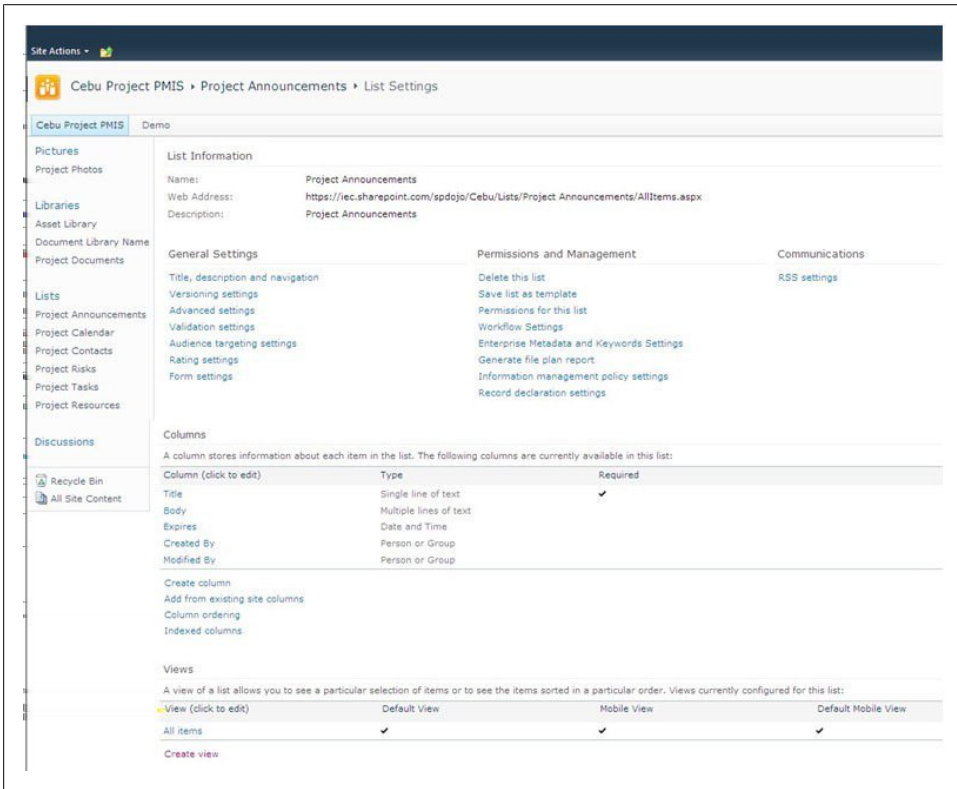 Site Actions
Cebu Project PMIS ▸ Project Announcements ▸ List Settings
Cebu Project PMIS Demo
Pictures
Project Photos
Libraries
Asset Library
Document Library Name
Project Documents
Lists
Project Announcements
Project Calendar
Project Contacts
Project Risks
Project Tasks
Project Resources
Discussions
Recycle Bin
All Site Content
List Information
Name: Project Announcements
Web Address: https://iec.sharepoint.com/spdojo/Cebu/Lists/Project Announcements/AllItems.aspx
Description: Project Announcements
General Settings
Title, description and navigation
Versioning settings
Advanced settings
Validation settings
Audience targeting settings
Rating settings
Form settings
Permissions and Management
Delete this list
Save list as template
Permissions for this list
Workflow Settings
Enterprise Metadata and Keywords Settings
Generate file plan report
Information management policy settings
Record declaration settings
Communications
RSS settings
Columns
A column stores information about each item in the list. The following columns are currently available in this list:
Column (click to edit) Type Required
Title Single line of text ✔
Body Multiple lines of text
Expires Date and Time
Created By Person or Group
Modified By Person or Group
Create column
Add from existing site columns
Column ordering
Indexed columns
Views
A view of a list allows you to see a particular selection of items or to see the items sorted in a particular order. Views currently configured for this list:
View (click to edit) Default View Mobile View Default Mobile View
All items ✔ ✔ ✔
Create view